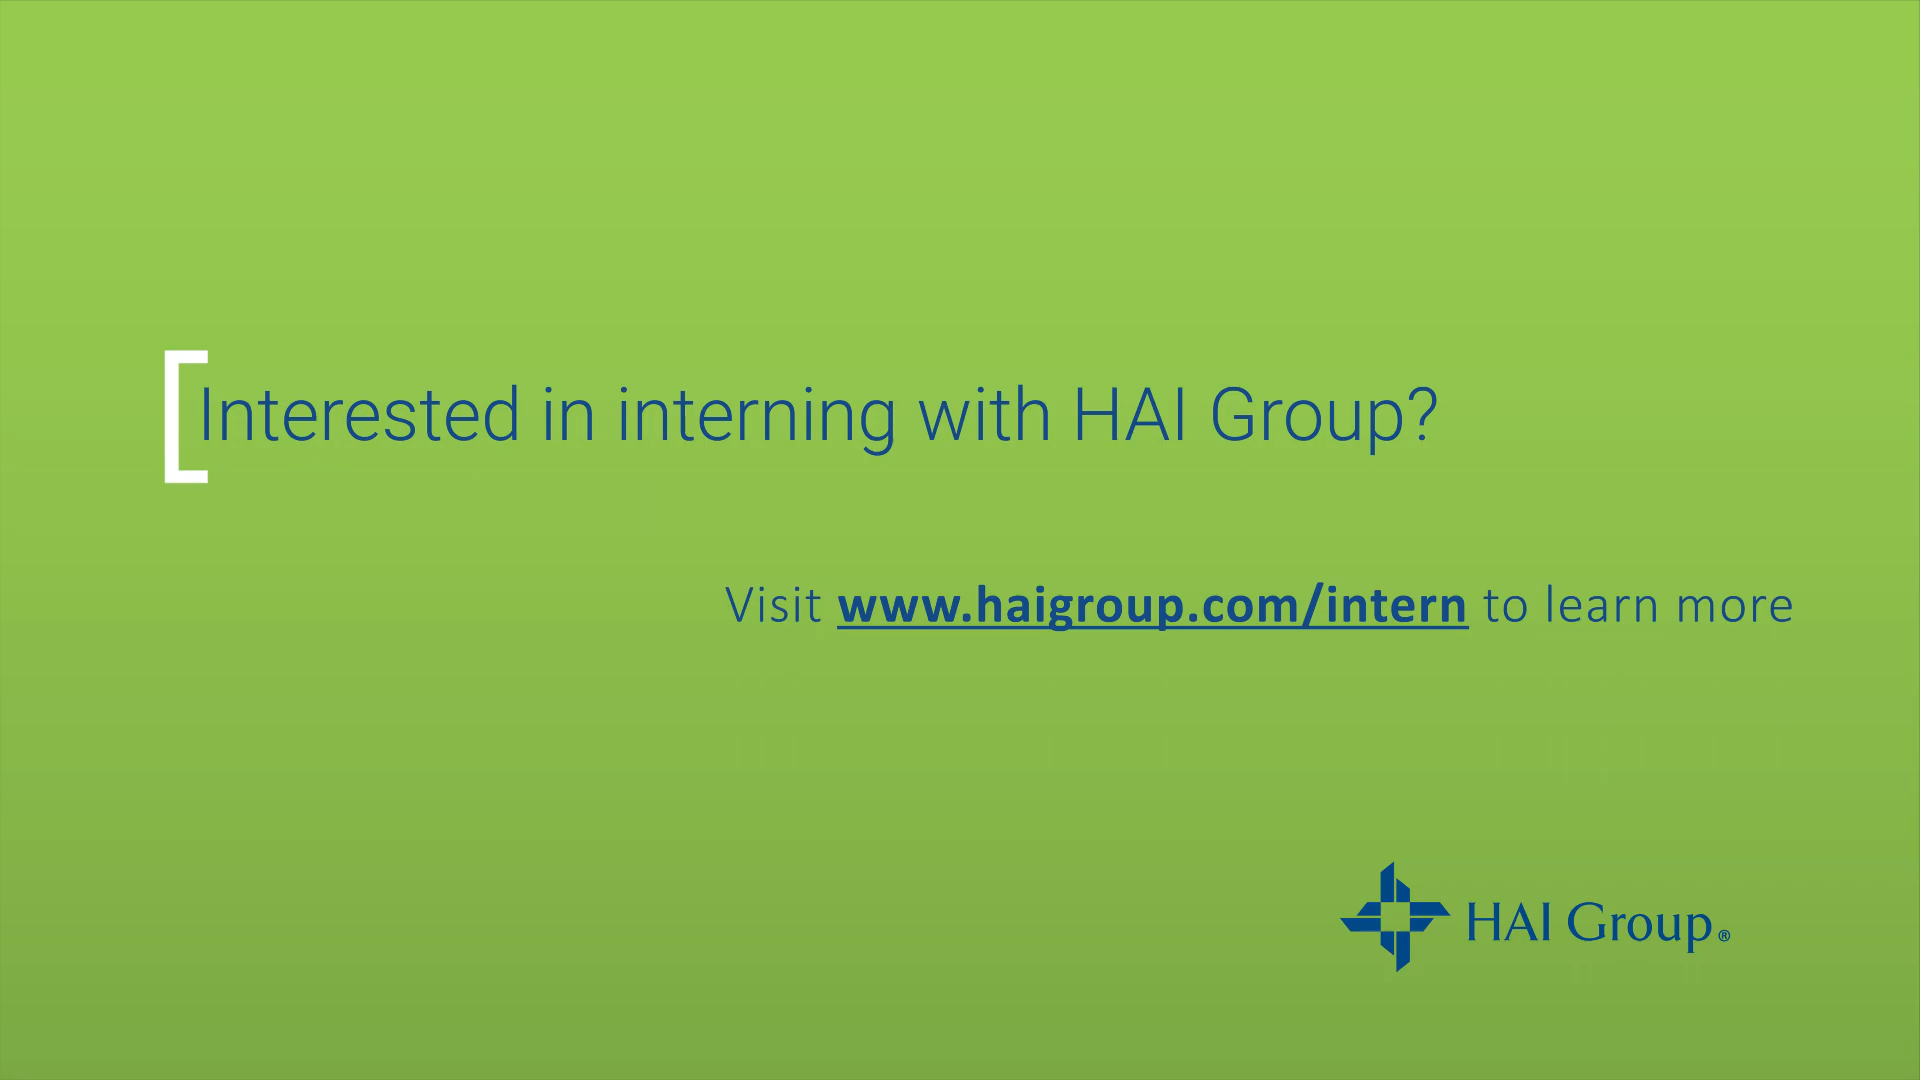 Interested in interning with HAI Group?
Visit www.haigroup.com/intern to learn more
HAI Group®